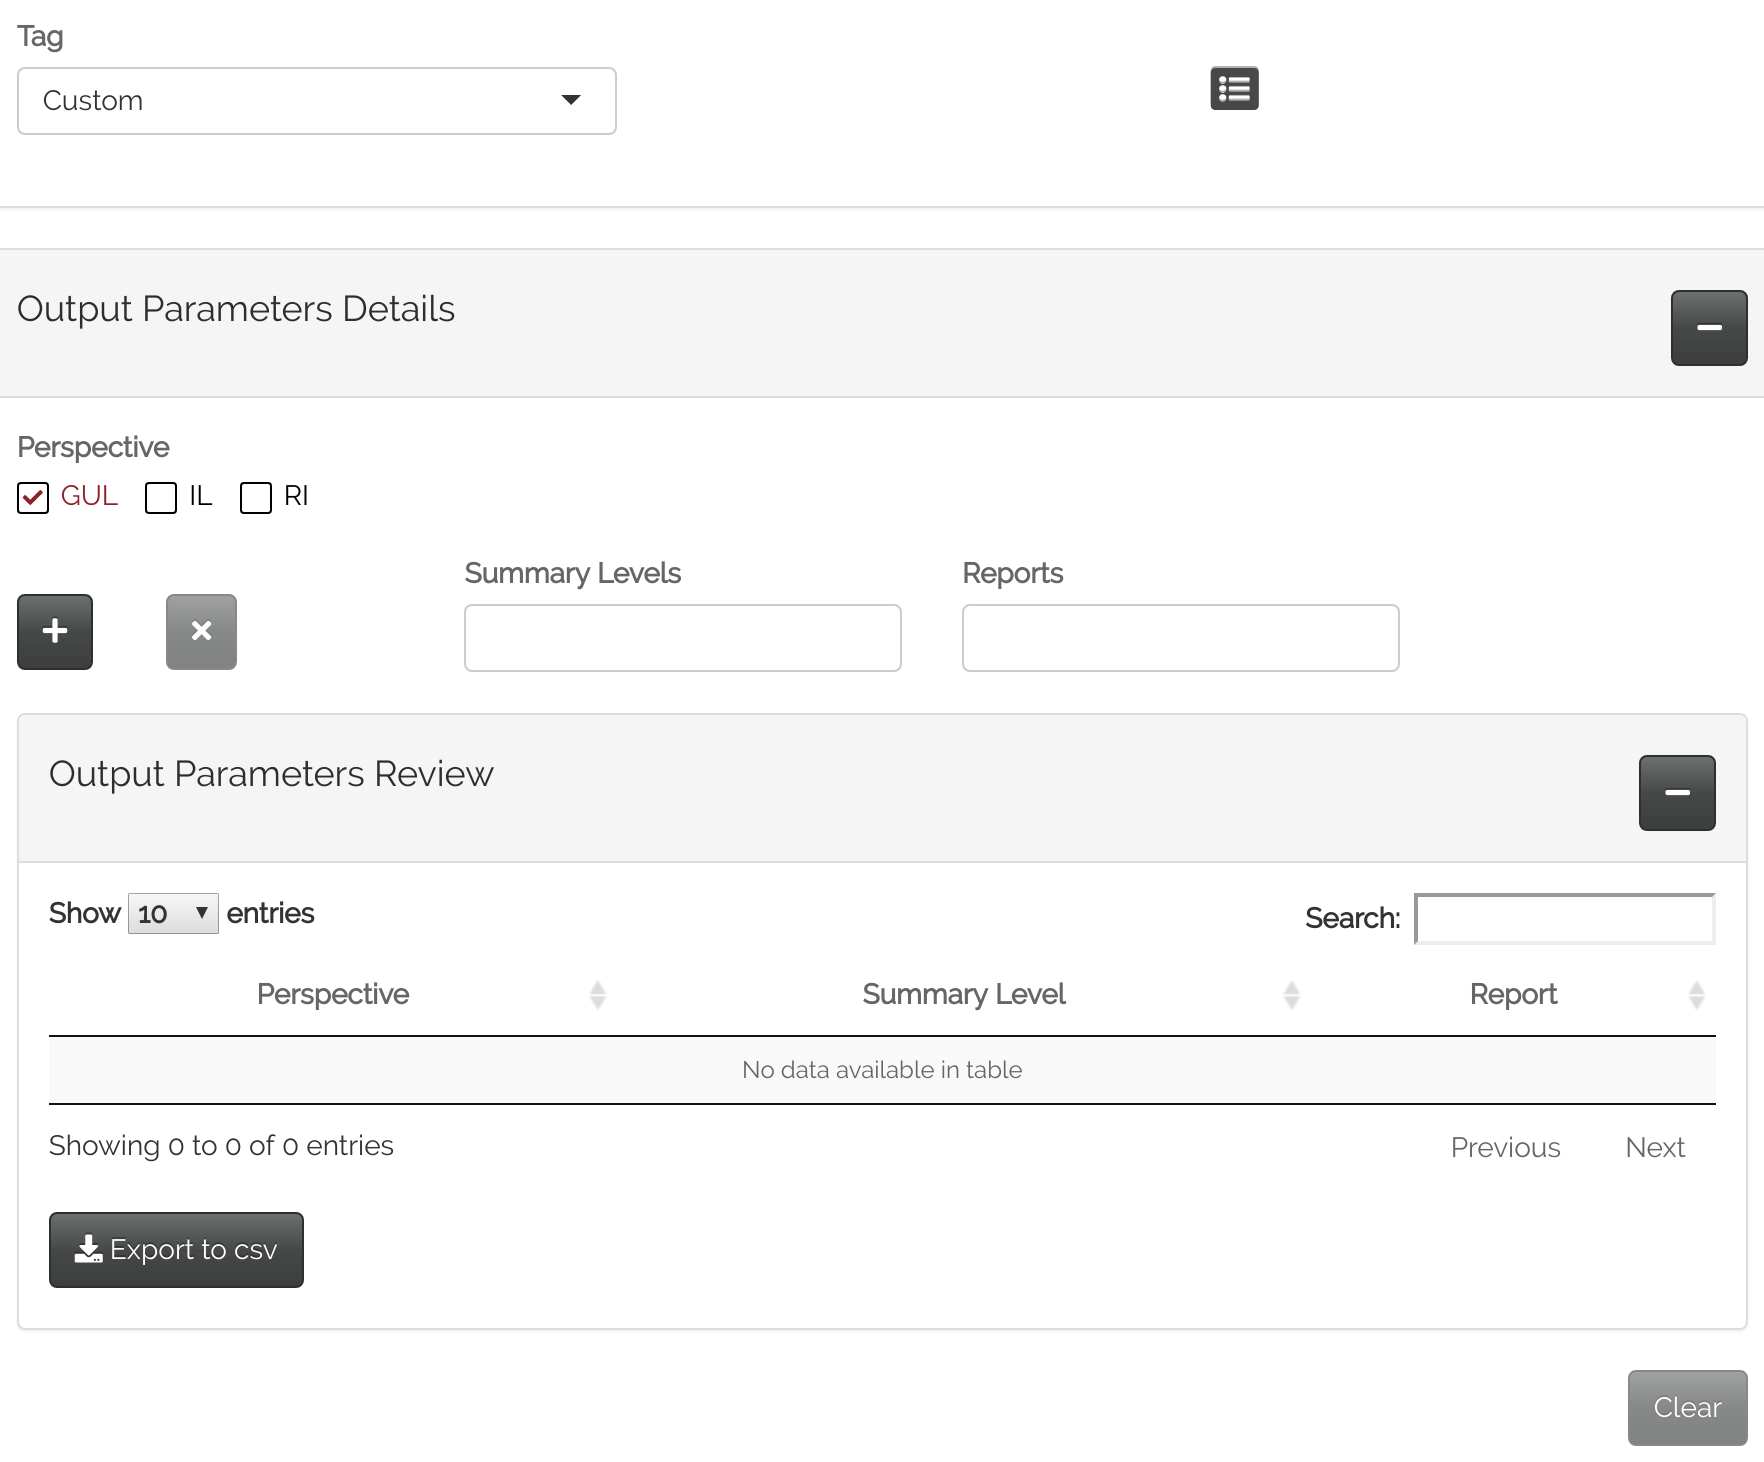 Tag
Custom
Output Parameters Details
Perspective
GUL IL RI
Summary Levels Reports
Output Parameters Review
Show 10 entries Search:
Perspective Summary Level Report
No data available in table
Showing 0 to 0 of 0 entries Previous Next
Export to csv
Clear